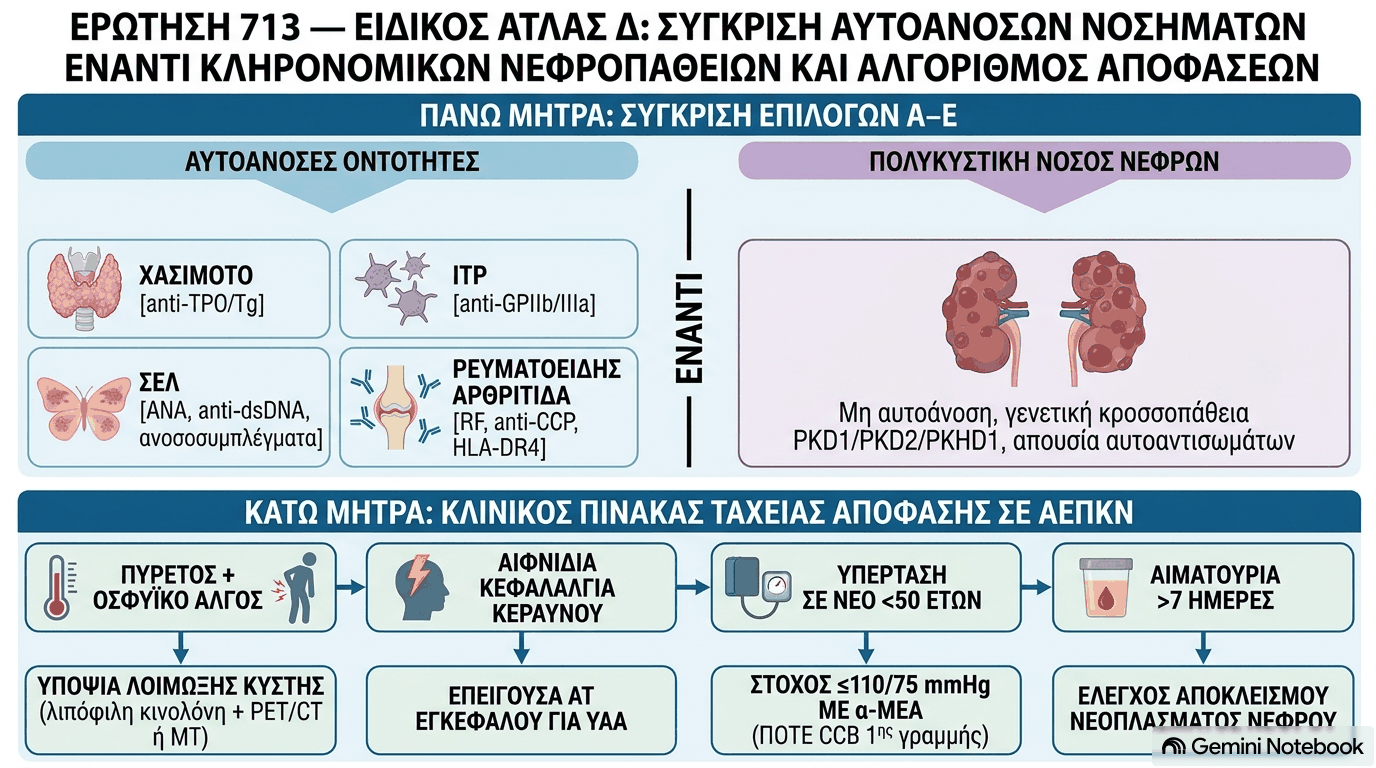 ΕΡΩΤΗΣΗ 713 — ΕΙΔΙΚΟΣ ΑΤΛΑΣ Δ: ΣΥΓΚΡΙΣΗ ΑΥΤΟΑΝΟΣΩΝ ΝΟΣΗΜΑΤΩΝ
ΕΝΑΝΤΙ ΚΛΗΡΟΝΟΜΙΚΩΝ ΝΕΦΡΟΠΑΘΕΙΩΝ ΚΑΙ ΑΛΓΟΡΙΘΜΟΣ ΑΠΟΦΑΣΕΩΝ
ΠΑΝΩ ΜΗΤΡΑ: ΣΥΓΚΡΙΣΗ ΕΠΙΛΟΓΩΝ Α–Ε
ΑΥΤΟΑΝΟΣΕΣ ΟΝΤΟΤΗΤΕΣ
ΧΑΣΙΜΟΤΟ
[anti-TPO/Tg]
ITP
[anti-GPIIb/IIIa]
ΣΕΛ
[ANA, anti-dsDNA,
ανοσοσυμπλέγματα]
ΡΕΥΜΑΤΟΕΙΔΗΣ
ΑΡΘΡΙΤΙΔΑ
[RF, anti-CCP,
HLA-DR4]
ΕΝΑΝΤΙ
ΠΟΛΥΚΥΣΤΙΚΗ ΝΟΣΟΣ ΝΕΦΡΩΝ
Μη αυτοάνοση, γενετική κροσσοπάθεια
PKD1/PKD2/PKHD1, απουσία αυτοαντισωμάτων
ΚΑΤΩ ΜΗΤΡΑ: ΚΛΙΝΙΚΟΣ ΠΙΝΑΚΑΣ ΤΑΧΕΙΑΣ ΑΠΟΦΑΣΗΣ ΣΕ ΑΕΠΚΝ
ΠΥΡΕΤΟΣ +
ΟΣΦΥΪΚΟ ΑΛΓΟΣ
ΑΙΦΝΙΔΙΑ
ΚΕΦΑΛΑΛΓΙΑ
ΚΕΡΑΥΝΟΥ
ΥΠΕΡΤΑΣΗ
ΣΕ ΝΕΟ <50 ΕΤΩΝ
ΑΙΜΑΤΟΥΡΙΑ
>7 ΗΜΕΡΕΣ
ΥΠΟΨΙΑ ΛΟΙΜΩΞΗΣ ΚΥΣΤΗΣ
(λιπόφιλη κινολόνη + PET/CT
ή ΜΤ)
ΕΠΕΙΓΟΥΣΑ ΑΤ
ΕΓΚΕΦΑΛΟΥ ΓΙΑ ΥΑΑ
ΣΤΟΧΟΣ ≤110/75 mmHg
ΜΕ α-ΜΕΑ
(ΠΟΤΕ CCB 1ης γραμμής)
ΕΛΕΓΧΟΣ ΑΠΟΚΛΕΙΣΜΟΥ
ΝΕΟΠΛΑΣΜΑΤΟΣ ΝΕΦΡΟΥ
Gemini Notebook